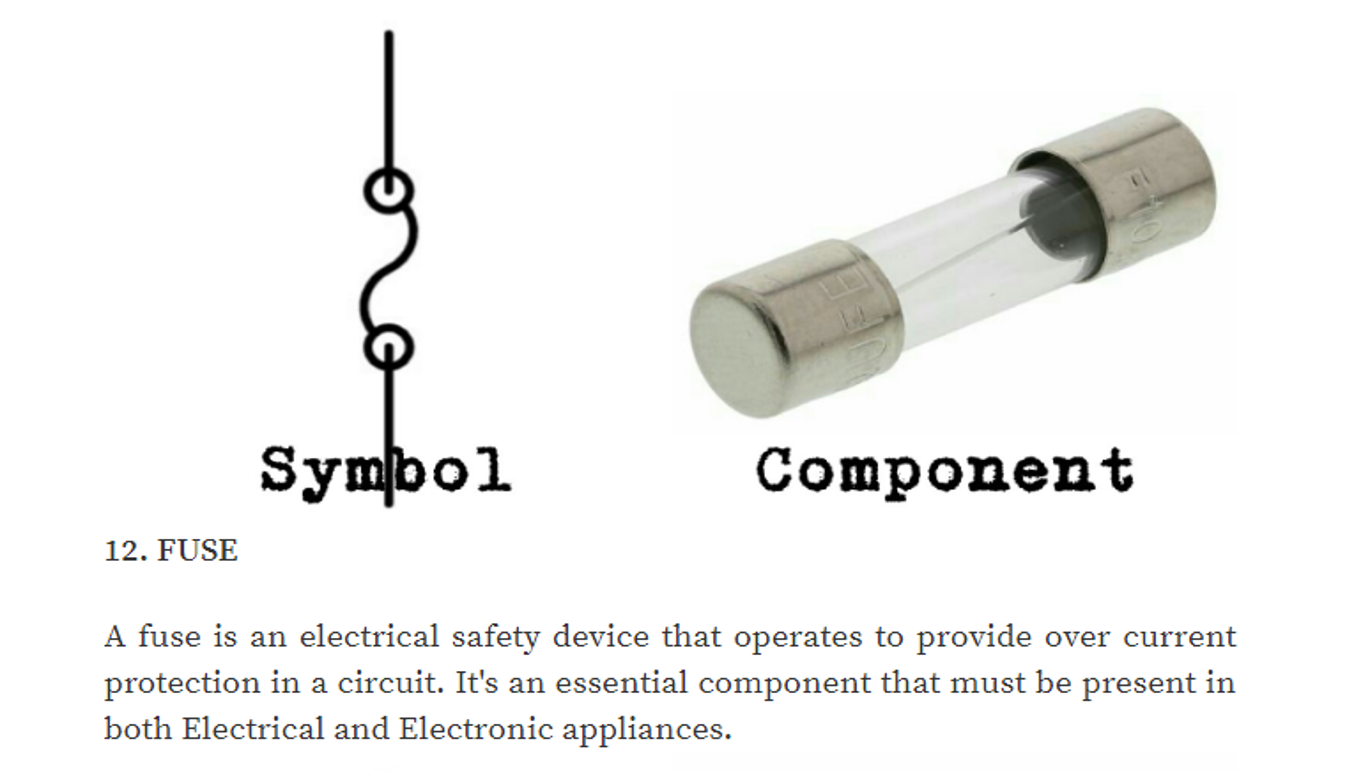 Symbol Component
12. FUSE
A fuse is an electrical safety device that operates to provide over current
protection in a circuit. It's an essential component that must be present in
both Electrical and Electronic appliances.